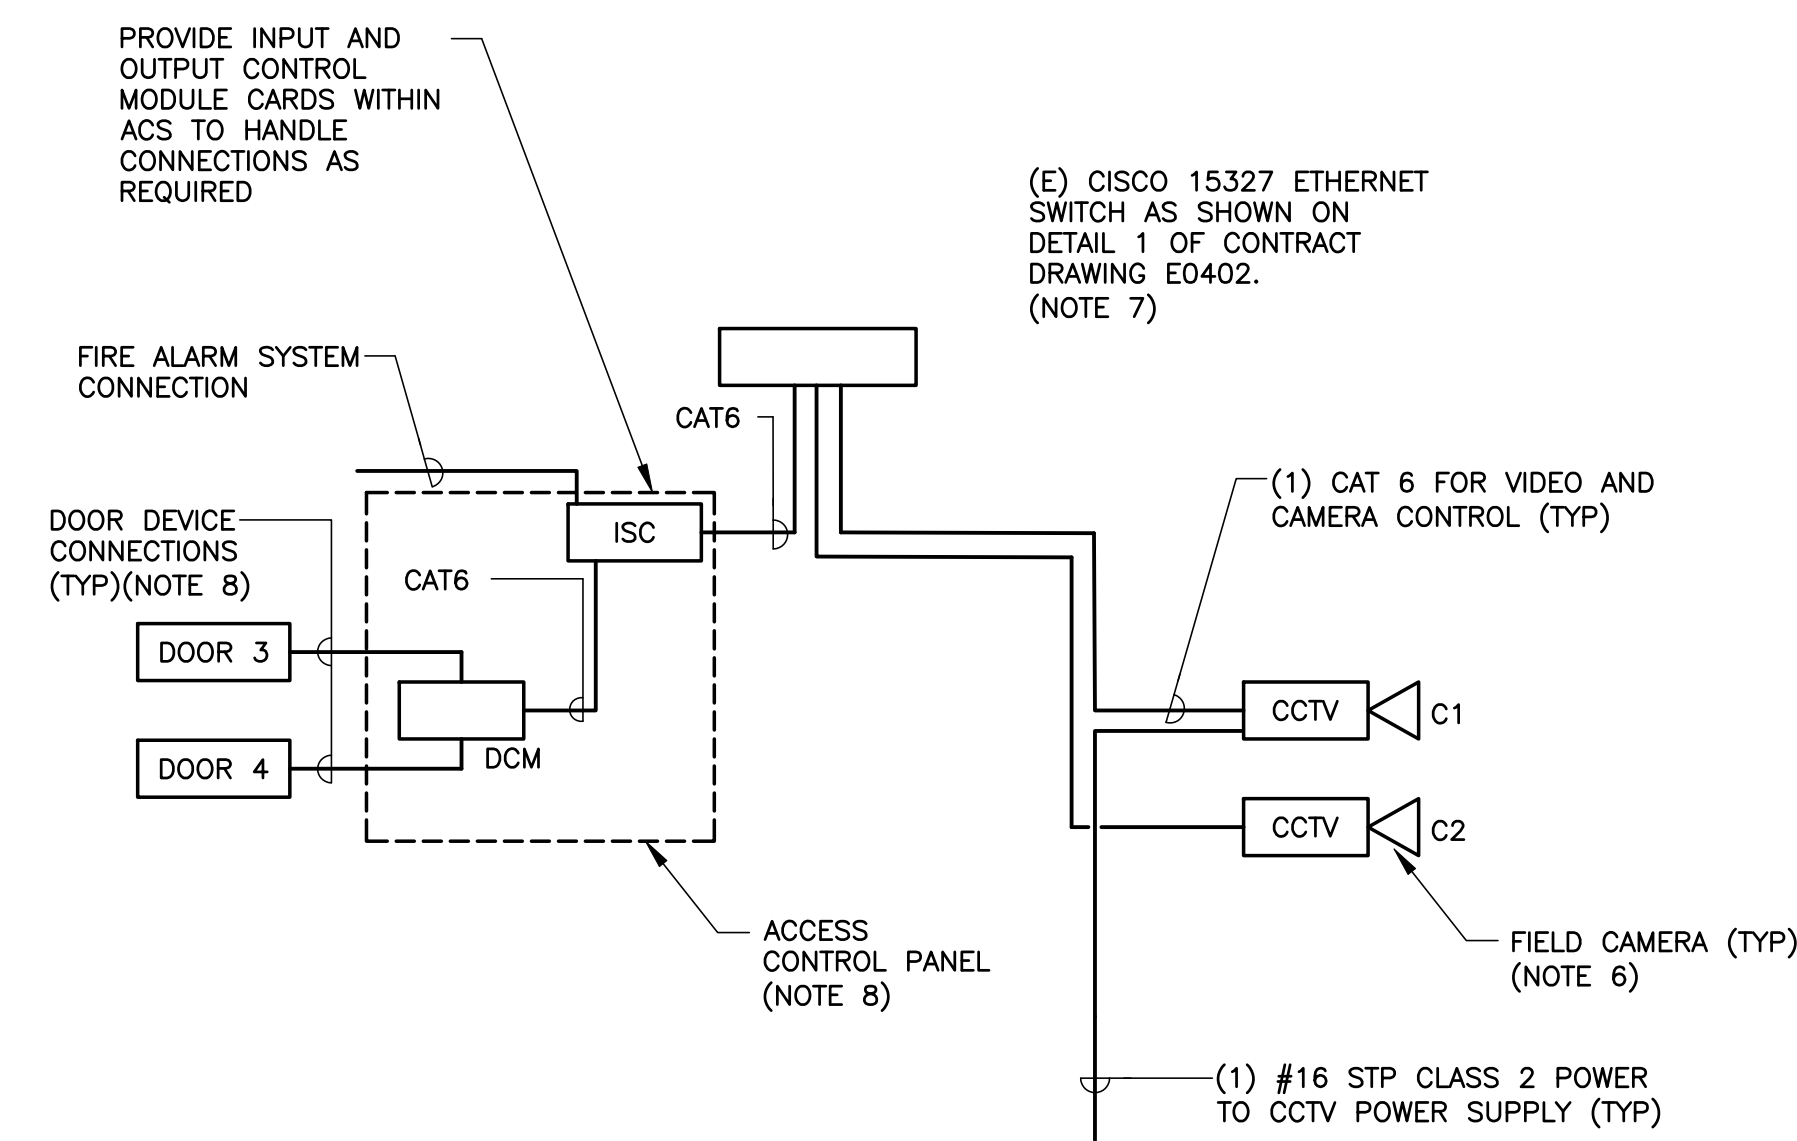 PROVIDE INPUT AND
OUTPUT CONTROL
MODULE CARDS WITHIN
ACS TO HANDLE
CONNECTIONS AS
REQUIRED
(E) CISCO 15327 ETHERNET
SWITCH AS SHOWN ON
DETAIL 1 OF CONTRACT
DRAWING E0402.
(NOTE 7)
FIRE ALARM SYSTEM
CONNECTION
CAT6
(1) CAT 6 FOR VIDEO AND
CAMERA CONTROL (TYP)
DOOR DEVICE
CONNECTIONS
(TYP)(NOTE 8)
ISC
CAT6
DOOR 3
DOOR 4
DCM
CCTV
C1
CCTV
C2
ACCESS
CONTROL PANEL
(NOTE 8)
FIELD CAMERA (TYP)
(NOTE 6)
(1) #16 STP CLASS 2 POWER
TO CCTV POWER SUPPLY (TYP)